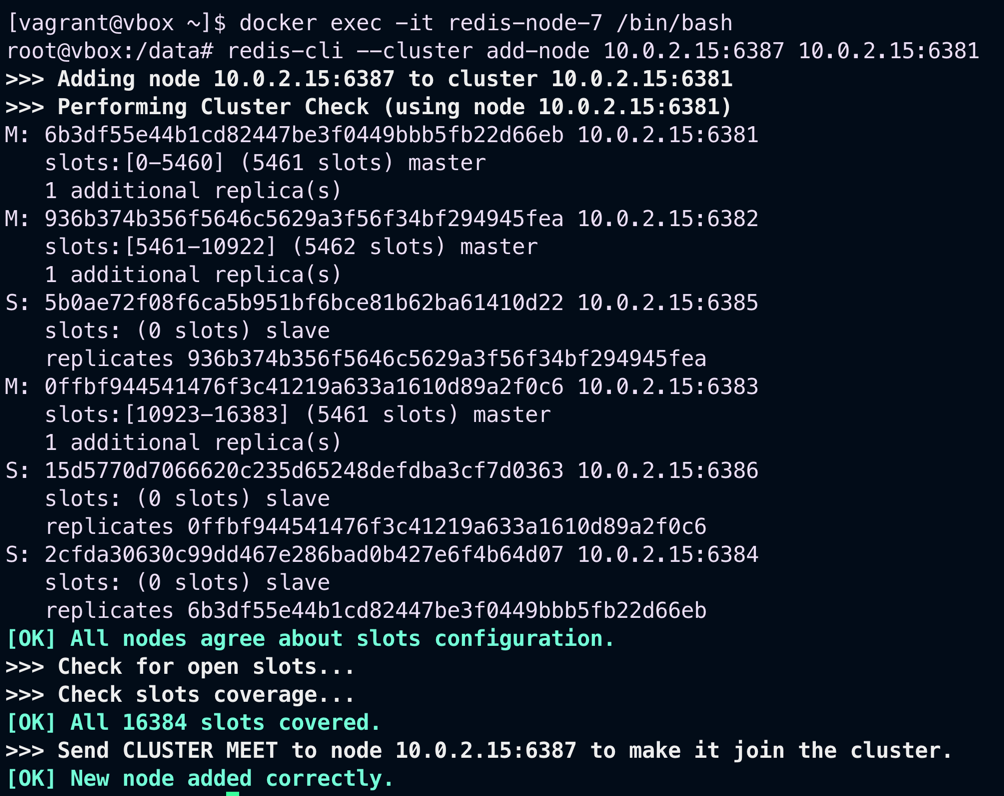 [vagrant@vbox ~]$ docker exec -it redis-node-7 /bin/bash
root@vbox:/data# redis-cli --cluster add-node 10.0.2.15:6387 10.0.2.15:6381
>>> Adding node 10.0.2.15:6387 to cluster 10.0.2.15:6381
>>> Performing Cluster Check (using node 10.0.2.15:6381)
M: 6b3df55e44b1cd82447be3f0449bbb5fb22d66eb 10.0.2.15:6381
   slots:[0-5460] (5461 slots) master
   1 additional replica(s)
M: 936b374b356f5646c5629a3f56f34bf294945fea 10.0.2.15:6382
   slots:[5461-10922] (5462 slots) master
   1 additional replica(s)
S: 5b0ae72f08f6ca5b951bf6bce81b62ba61410d22 10.0.2.15:6385
   slots: (0 slots) slave
   replicates 936b374b356f5646c5629a3f56f34bf294945fea
M: 0ffbf944541476f3c41219a633a1610d89a2f0c6 10.0.2.15:6383
   slots:[10923-16383] (5461 slots) master
   1 additional replica(s)
S: 15d5770d7066620c235d65248defdba3cf7d0363 10.0.2.15:6386
   slots: (0 slots) slave
   replicates 0ffbf944541476f3c41219a633a1610d89a2f0c6
S: 2cfda30630c99dd467e286bad0b427e6f4b64d07 10.0.2.15:6384
   slots: (0 slots) slave
   replicates 6b3df55e44b1cd82447be3f0449bbb5fb22d66eb
[OK] All nodes agree about slots configuration.
>>> Check for open slots...
>>> Check slots coverage...
[OK] All 16384 slots covered.
>>> Send CLUSTER MEET to node 10.0.2.15:6387 to make it join the cluster.
[OK] New node added correctly.